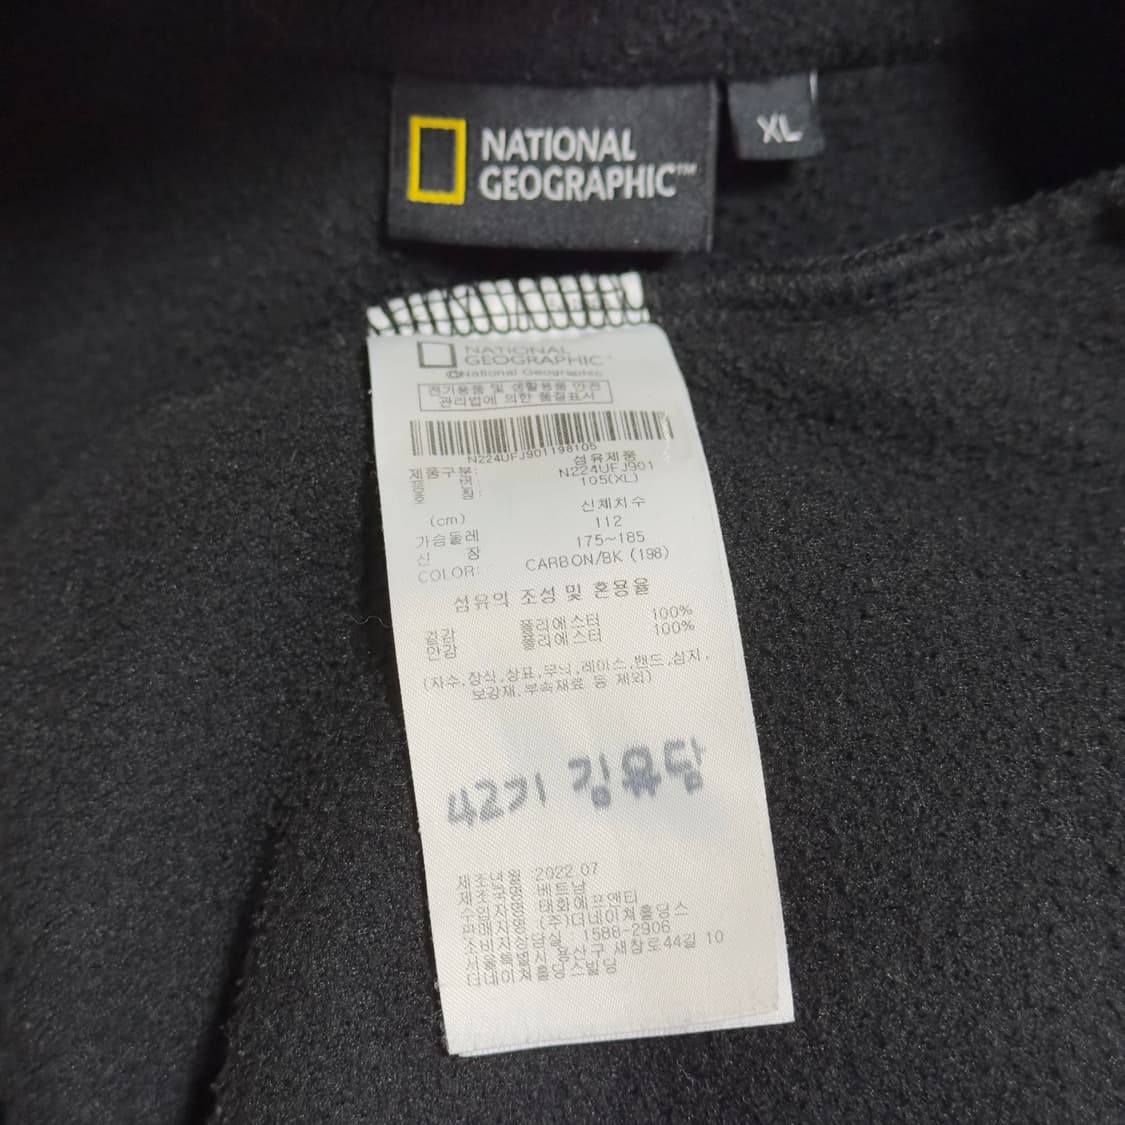 NATIONAL
GEOGRAPHIC™
XL
NATIONAL
GEOGRAPHIC
©National Geographic
전기용품 및 생활용품 안전
관리법에 의한 품질표시
N224UFJ901198105
제품구분: 섬유제품
품 번: N224UFJ901
호 칭: 105(XL)
(cm) 신체치수
가슴둘레 112
신 장 175~185
COLOR: CARBON/BK (198)
섬유의 조성 및 혼용율
겉감 폴리에스터 100%
안감 폴리에스터 100%
(자수,장식,상표,무늬,레이스,밴드,심지,
보강재,부속재료 등 제외)
42기 김유담
제조년월 :2022.07
제조국명:베트남
수입자명:태화에프앤티
판매자명:(주)더네이쳐홀딩스
소비자상담실 1588-2906
서울특별시 용산구 새창로44길 10
더네이쳐홀딩스빌딩